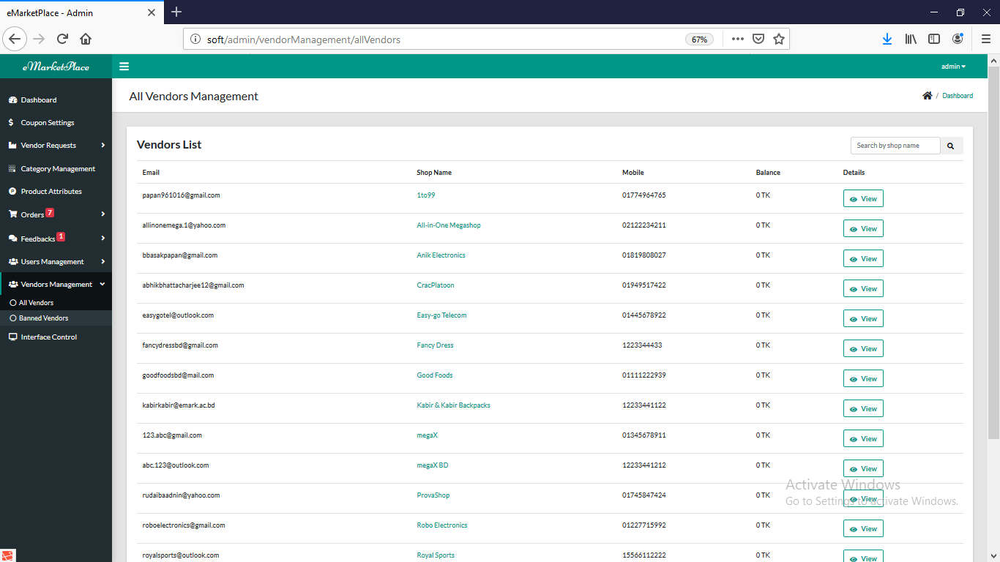 eMarketPlace - Admin
soft/admin/vendorManagement/allVendors
67%
eMarketPlace
admin
Dashboard
Coupon Settings
Vendor Requests
Category Management
Product Attributes
Orders 7
Feedbacks 1
Users Management
Vendors Management
All Vendors
Banned Vendors
Interface Control
All Vendors Management
/ Dashboard
Vendors List
Search by shop name
Email Shop Name Mobile Balance Details
papan961016@gmail.com 1to99 01774964765 0 TK View
allinonemega.1@yahoo.com All-in-One Megashop 02122234211 0 TK View
bbasakpapan@gmail.com Anik Electronics 01819808027 0 TK View
abhikbhattacharjee12@gmail.com CracPlatoon 01949517422 0 TK View
easygotel@outlook.com Easy-go Telecom 01445678922 0 TK View
fancydressbd@gmail.com Fancy Dress 1223344433 0 TK View
goodfoodsbd@mail.com Good Foods 01111222939 0 TK View
kabirkabir@emark.ac.bd Kabir & Kabir Backpacks 12233441122 0 TK View
123.abc@gmail.com megaX 01345678911 0 TK View
abc.123@outlook.com megaX BD 12233441212 0 TK View
rudaibaadnin@yahoo.com ProvaShop 01745847424 0 TK View
roboelectronics@gmail.com Robo Electronics 01227715992 0 TK View
royalsports@outlook.com Royal Sports 15566112222 0 TK View
Activate Windows
Go to Settings to activate Windows.